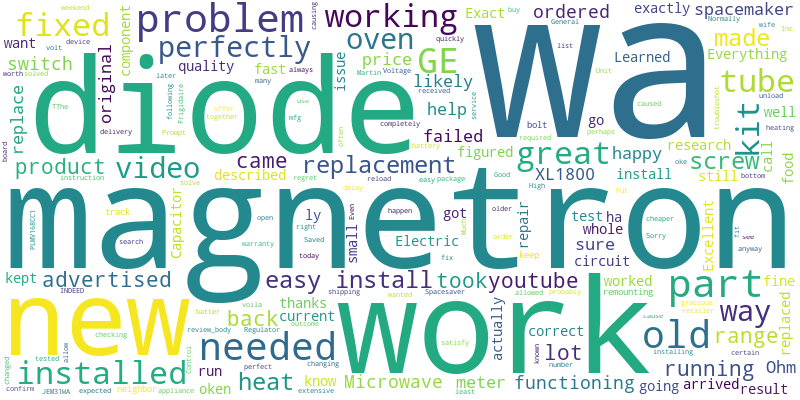 weekend
causing
want
fixed
component
problem
working
ordered
Exact
buy
exactly
spacemaker
Normally
wife
Inc
volt
device
perfectly
oven
GE
wa
General
list
made
Everything
switch
original
quality
fast
always
issue
price
Learned
worth
solved
diode
likely
tube
replace
later
many
Martin
Voltage
quickly
Unit
TThe
following
Frigidaire
offer
together
use
received
help
service
caused
unload
troubleshoot
kit
well
Prompt
mfg
often
completely
battery
bolt
go
required
perhaps
heating
board
delivery
failed
figured
great
research
call
food
product
video
came
replacement
happy
screw
still
oke
instruction
described
regret
reload
easy
package
Good
XL1800
install
Put
bottom
magnetron
PLMV168CC1
Capacitor
solve
delay
Even
happen
older
High
cheaper
fit
see
track
ly
got
test
ha
search
open
right
small
Electric
repair
whole
Sorry
anyway
Saved
sure
Excellent
warranty
today
fix
Much
order
keep
circuit
kept
advertised
INDEED
easy install
took
youtube
worked
part
fine
batter
shipping
Spacesaver
wanted
allowed
probably
remounting
new
voila
thanks
back
work
actually
correct
cause
gracious
retailer
way
replaced
review_body
Regulator
current
satisfy
old
range
checking
outcome
needed
known
lot
installing
certain
changed
tested
allow
installed
control
run
perfect
changing
number
running
Ohm
confirm
expected
neighbor
oken
heat
know
Microwave
meter
functioning
going
arrived
result
JEM31WA
appliance
extensive
least